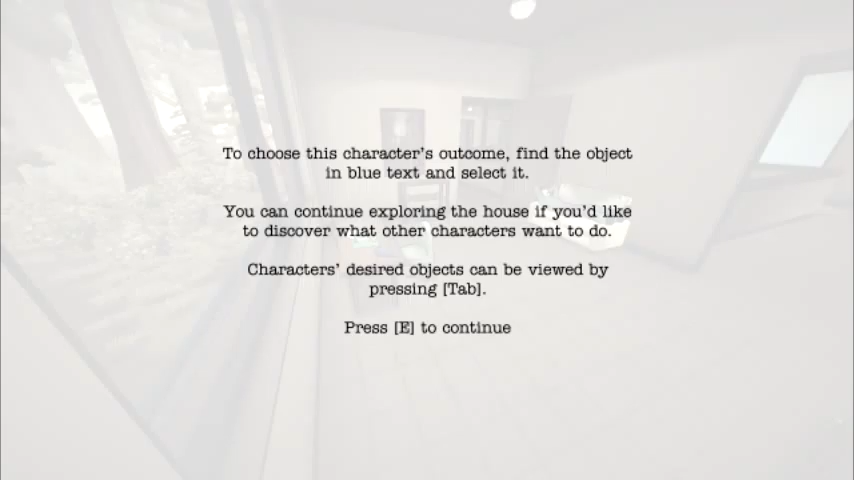 To choose this character's outcome, find the object
in blue text and select it.
You can continue exploring the house if you'd like
to discover what other characters want to do.
Characters' desired objects can be viewed by
pressing [Tab].
Press [E] to continue